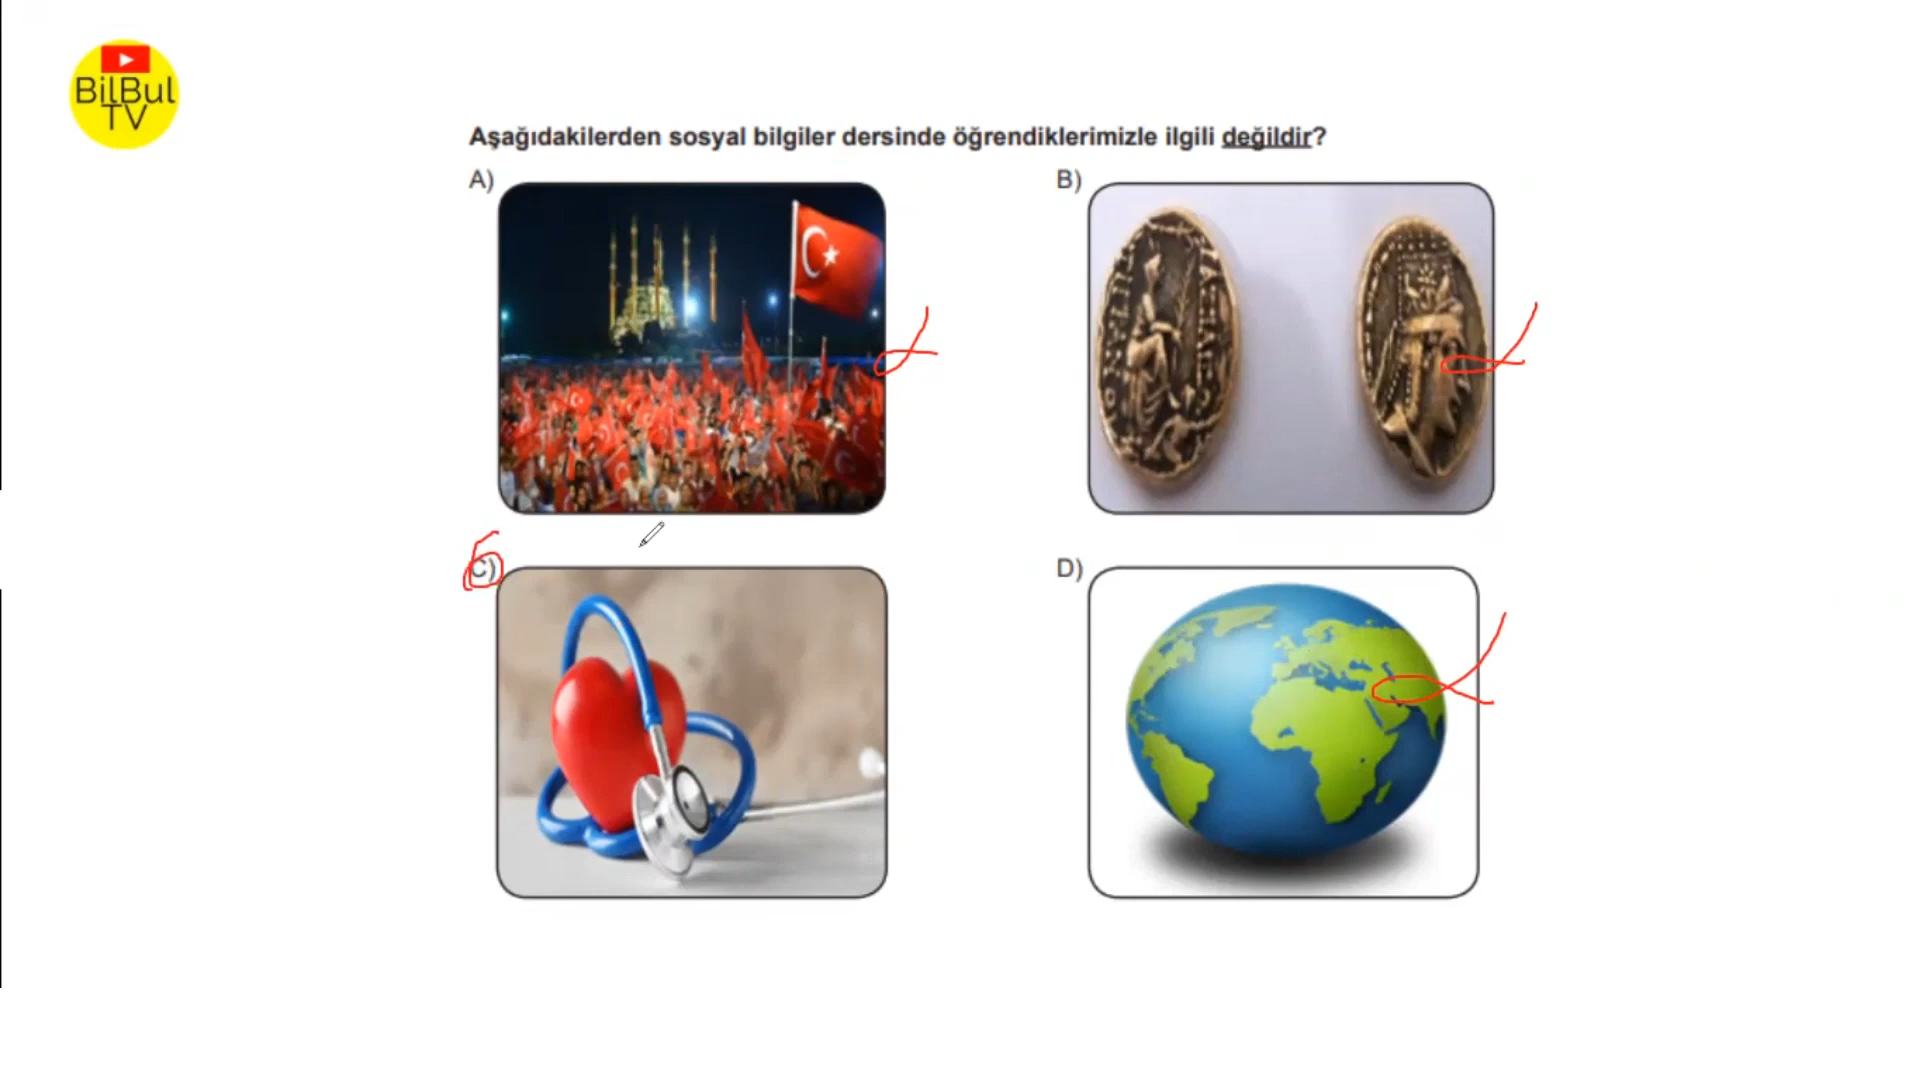 BilBul
TV
Aşağıdakilerden sosyal bilgiler dersinde öğrendiklerimizle ilgili değildir?
A)
B)
C)
D)